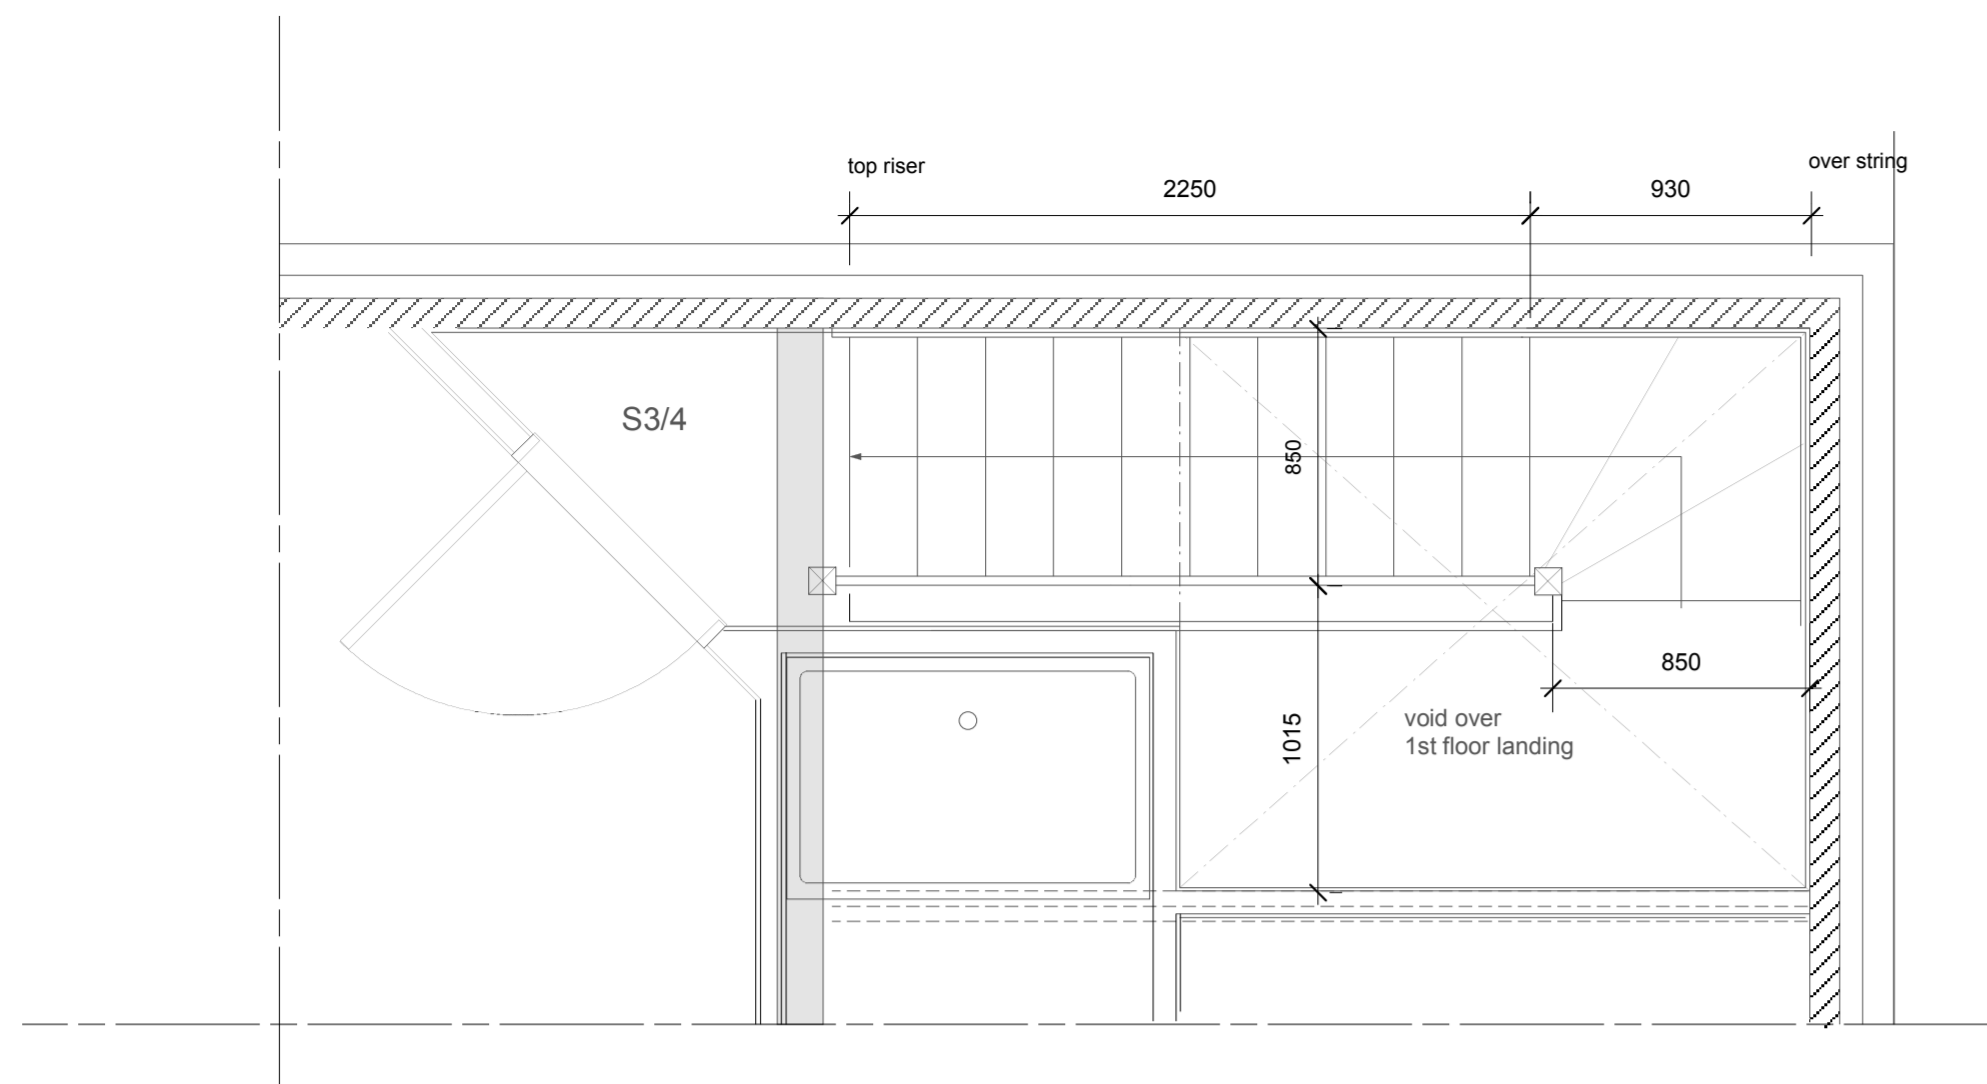 over string
top riser
2250
930
S3/4
850
850
void over
1st floor landing
1015